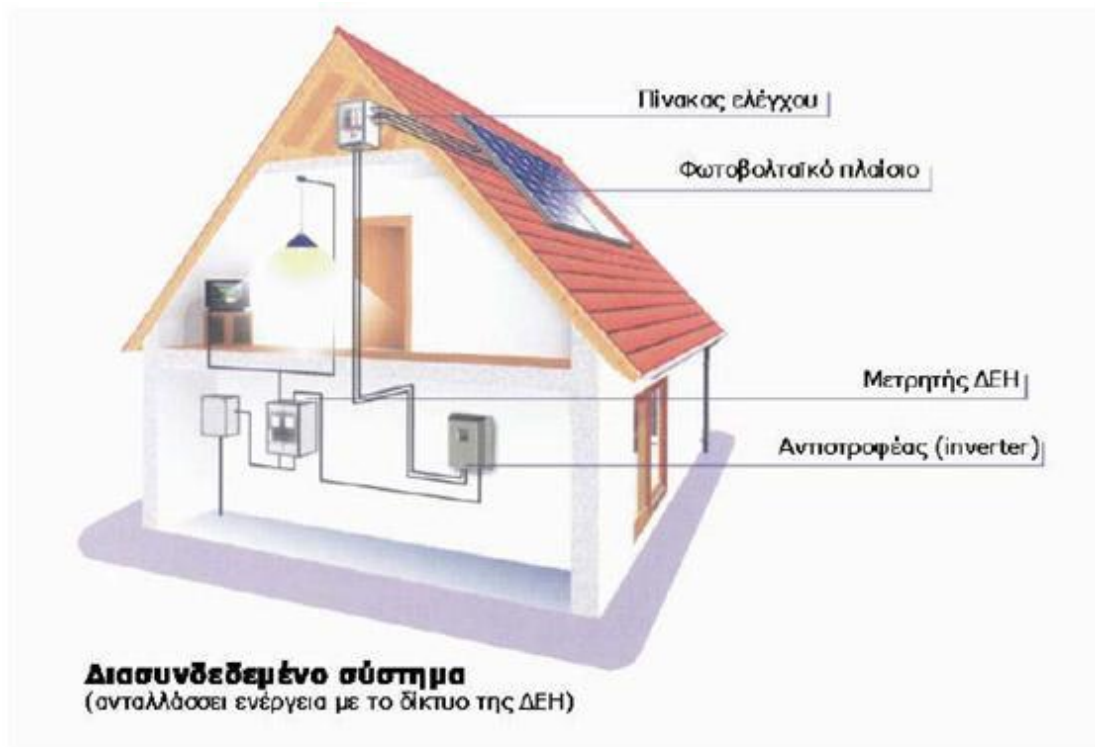 Πίνακας ελέγχου
Φωτοβολταϊκό πλαίσιο
Μετρητής ΔΕΗ
Αντιστροφέας (inverter)
Διασυνδεδεμένο σύστημα
(ανταλλάσσει ενέργεια με το δίκτυο της ΔΕΗ)